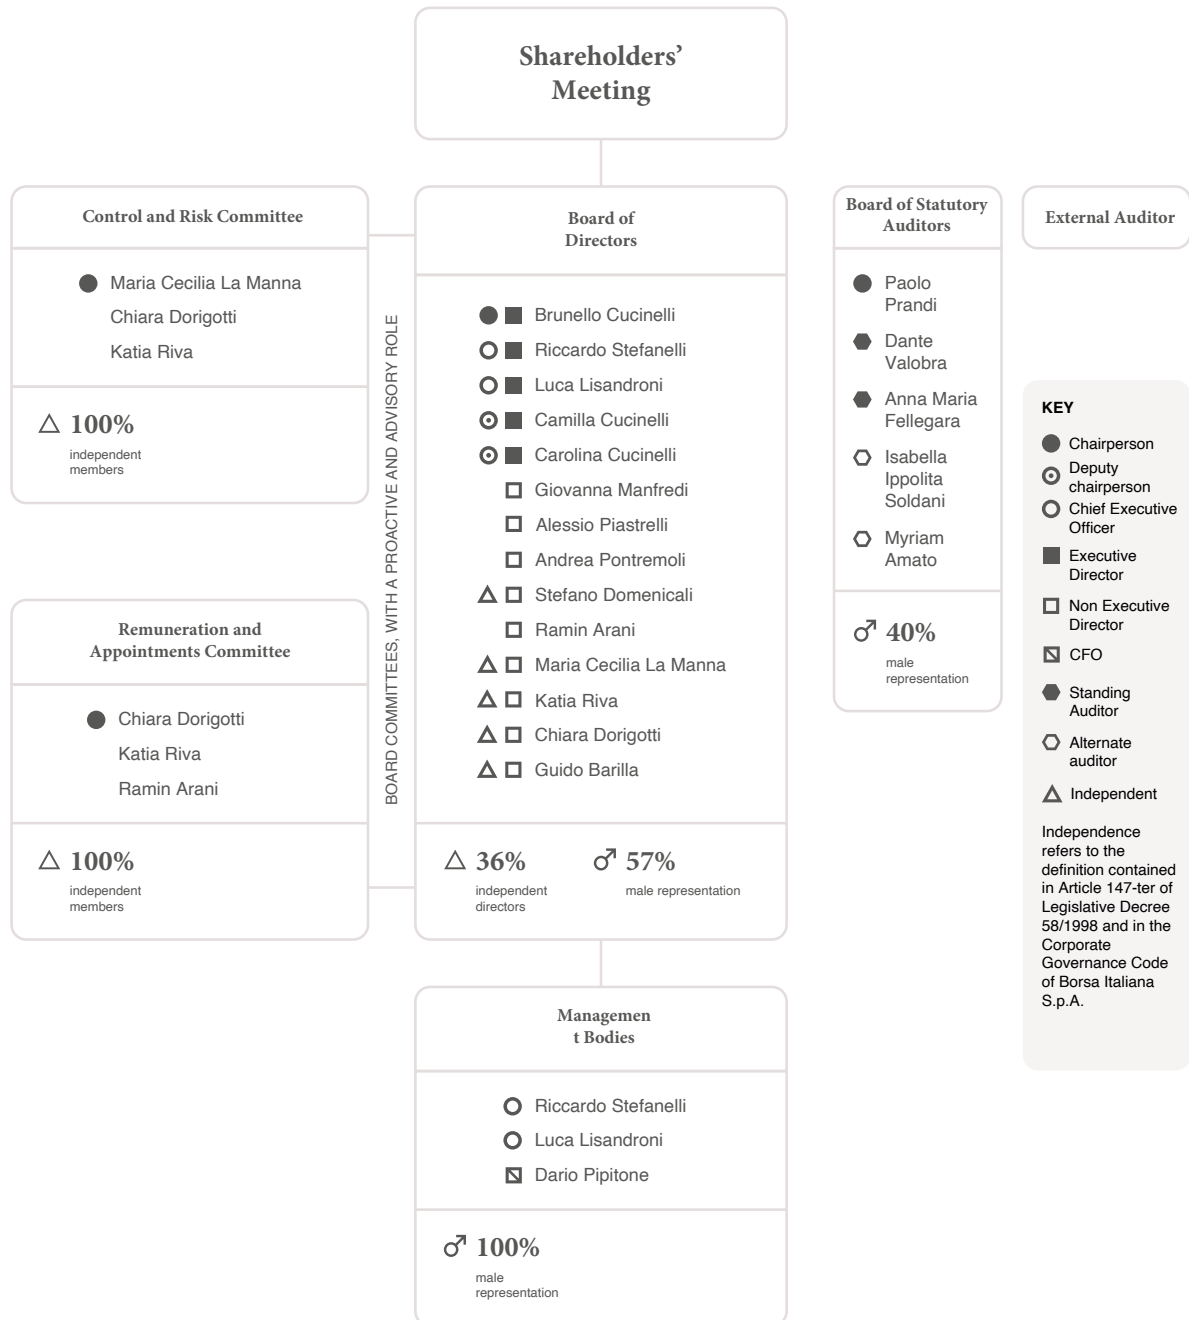 Shareholders'
Meeting
Control and Risk Committee
Maria Cecilia La Manna
Chiara Dorigotti
Katia Riva
100%
independent
members
Remuneration and
Appointments Committee
Chiara Dorigotti
Katia Riva
Ramin Arani
100%
independent
members
BOARD COMMITTEES, WITH A PROACTIVE AND ADVISORY ROLE
Board of
Directors
Brunello Cucinelli
Riccardo Stefanelli
Luca Lisandroni
Camilla Cucinelli
Carolina Cucinelli
Giovanna Manfredi
Alessio Piastrelli
Andrea Pontremoli
Stefano Domenicali
Ramin Arani
Maria Cecilia La Manna
Katia Riva
Chiara Dorigotti
Guido Barilla
36%
independent
directors
57%
male representation
Managemen
t Bodies
Riccardo Stefanelli
Luca Lisandroni
Dario Pipitone
100%
male
representation
Board of Statutory
Auditors
Paolo
Prandi
Dante
Valobra
Anna Maria
Fellegara
Isabella
Ippolita
Soldani
Myriam
Amato
40%
male
representation
External Auditor
KEY
Chairperson
Deputy
chairperson
Chief Executive
Officer
Executive
Director
Non Executive
Director
CFO
Standing
Auditor
Alternate
auditor
Independent
Independence
refers to the
definition contained
in Article 147-ter of
Legislative Decree
58/1998 and in the
Corporate
Governance Code
of Borsa Italiana
S.p.A.